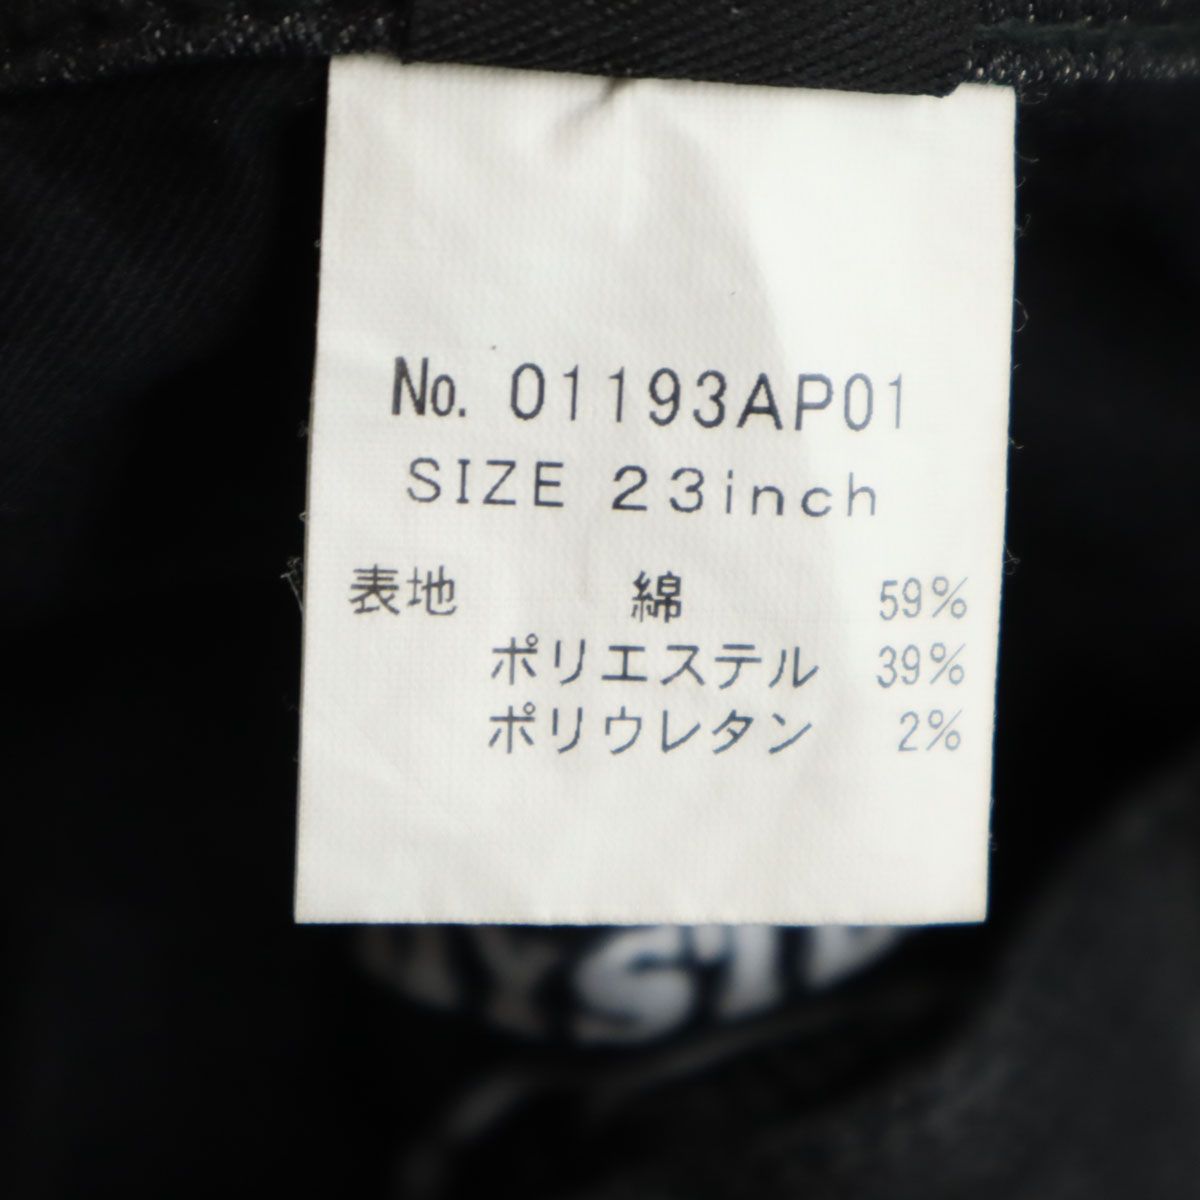 No. 01193AP01
SIZE 23inch
表地 綿 59%
ポリエステル 39%
ポリウレタン 2%